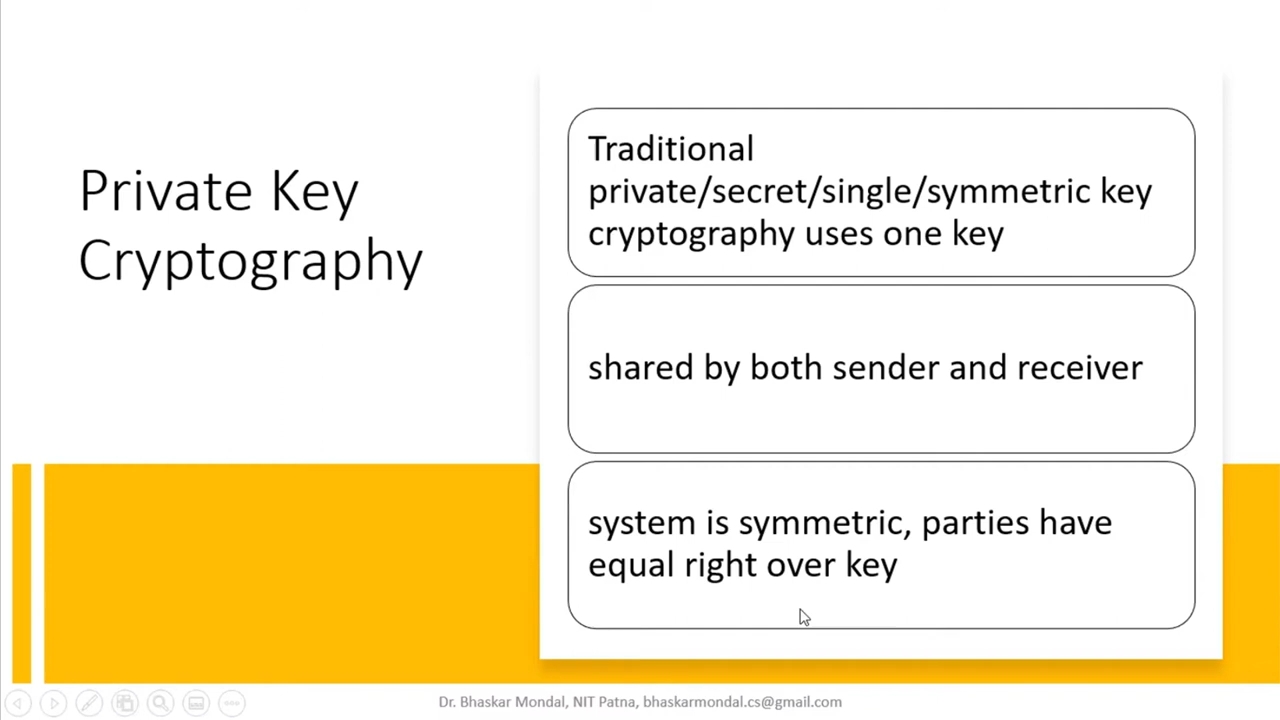 Private Key
Cryptography
Traditional
private/secret/single/symmetric key
cryptography uses one key
shared by both sender and receiver
system is symmetric, parties have
equal right over key
Dr. Bhaskar Mondal, NIT Patna, bhaskarmondal.cs@gmail.com